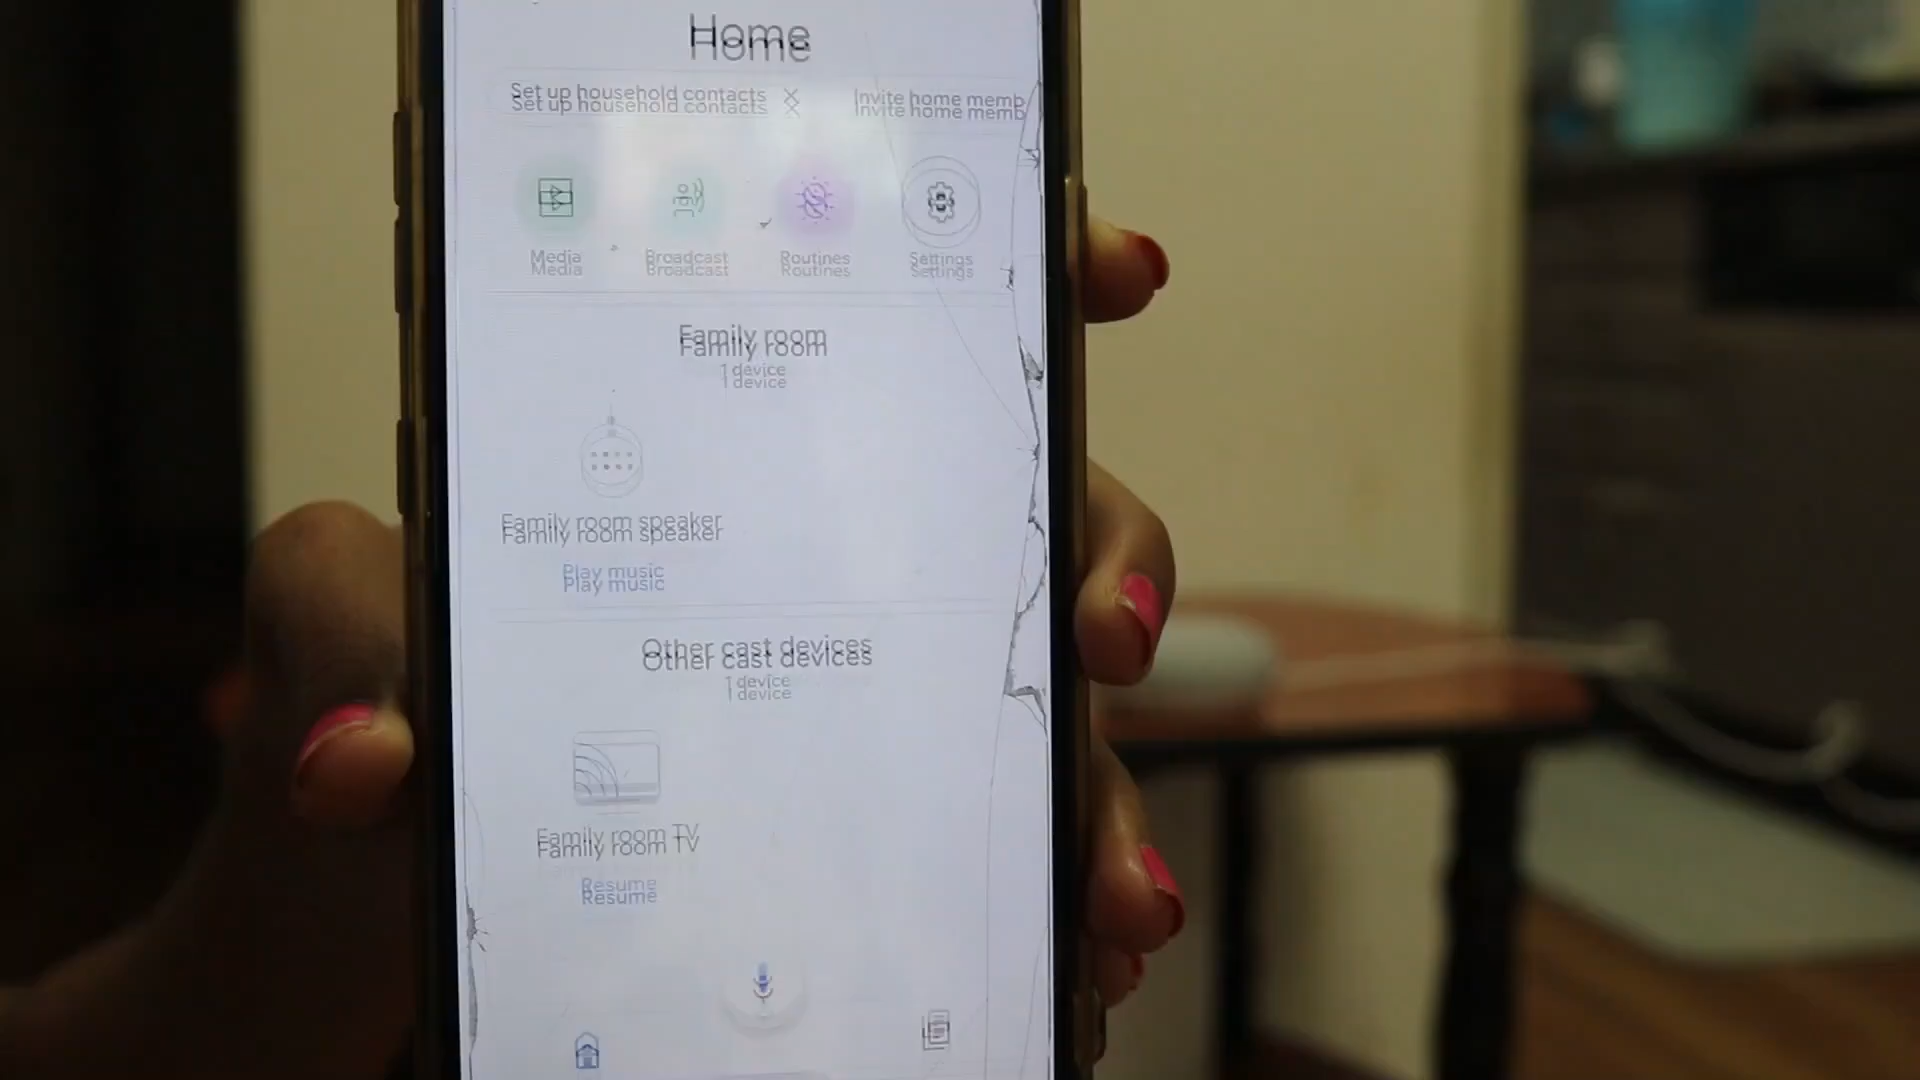 Home
Set up household contacts
Invite home memb
Media Broadcast Routines Settings
Family room
1 device
Family room speaker
Play music
Other cast devices
1 device
Family room TV
Resume